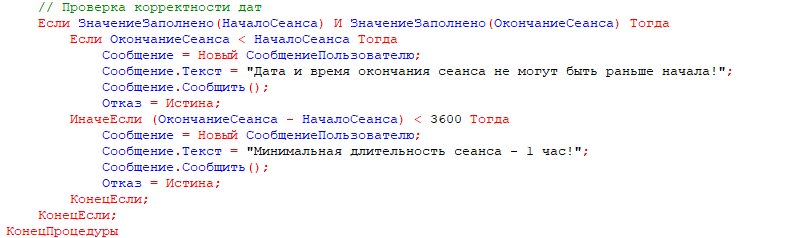 // Проверка корректности дат
Если ЗначениеЗаполнено(НачалоСеанса) И ЗначениеЗаполнено(ОкончаниеСеанса) Тогда
Если ОкончаниеСеанса < НачалоСеанса Тогда
Сообщение = Новый СообщениеПользователю;
Сообщение.Текст = "Дата и время окончания сеанса не могут быть раньше начала!";
Сообщение.Сообщить();
Отказ = Истина;
ИначеЕсли (ОкончаниеСеанса - НачалоСеанса) < 3600 Тогда
Сообщение = Новый СообщениеПользователю;
Сообщение.Текст = "Минимальная длительность сеанса - 1 час!";
Сообщение.Сообщить();
Отказ = Истина;
КонецЕсли;
КонецЕсли;
КонецПроцедуры